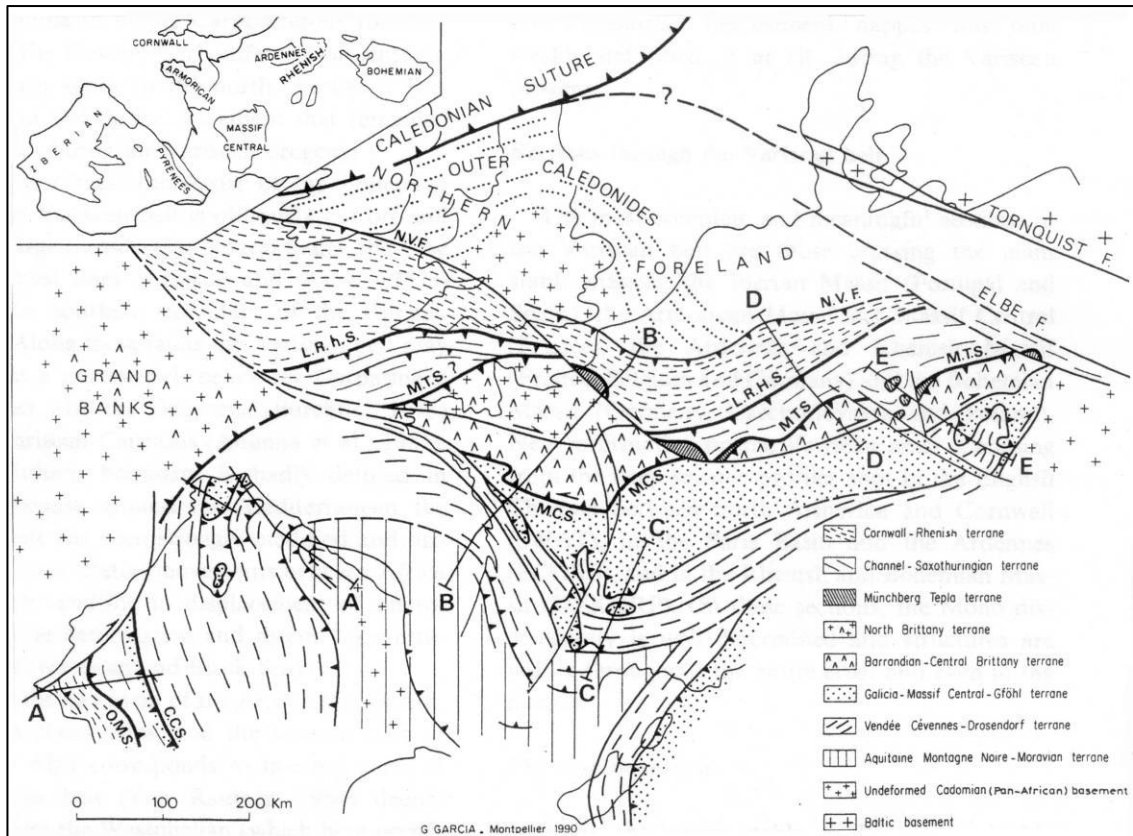 CORNWALL
ARMORICAN
ARDENNES
RHENISH
BOHEMIAN
MASSIF
CENTRAL
IBERIAN
PYRENEES
CALEDONIAN SUTURE
?
NORTHERN
OUTER
CALEDONIDES
FORELAND
TORNQUIST
ELBE F.
N.V.F.
N.V.F.
L.R.h.S.
L.R.H.S.
M.T.S. ?
M.T.S.
M.T.S.
M.C.S.
M.C.S.
GRAND
BANKS
O.M.S.
C.C.S.
A
A
B
B
C
C
D
D
E
E
Cornwall-Rhenish terrane
Channel-Saxothuringian terrane
Münchberg Tepla terrane
North Brittany terrane
Barrandian-Central Brittany terrane
Galicia-Massif Central-Gföhl terrane
Vendée Cévennes-Drosendorf terrane
Aquitaine Montagne Noire-Moravian terrane
Undeformed Cadomian (Pan-African) basement
Baltic basement
0 100 200 Km
G GARCIA . Montpellier 1990